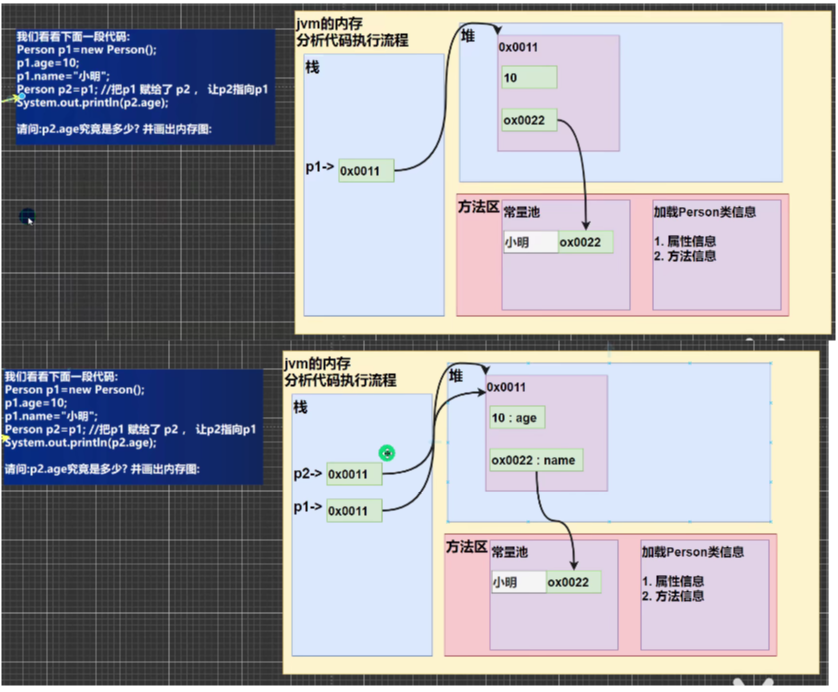 我们看看下面一段代码:
Person p1=new Person();
p1.age=10;
p1.name="小明";
Person p2=p1; //把p1 赋给了 p2 ， 让p2指向p1
System.out.println(p2.age);
请问:p2.age究竟是多少? 并画出内存图:
jvm的内存
分析代码执行流程
栈
p1->
0x0011
堆
0x0011
10
ox0022
方法区
常量池
小明
ox0022
加载Person类信息
1. 属性信息
2. 方法信息
我们看看下面一段代码:
Person p1=new Person();
p1.age=10;
p1.name="小明";
Person p2=p1; //把p1 赋给了 p2 ， 让p2指向p1
System.out.println(p2.age);
请问:p2.age究竟是多少? 并画出内存图:
jvm的内存
分析代码执行流程
栈
p2->
0x0011
p1->
0x0011
堆
0x0011
10 : age
ox0022 : name
方法区
常量池
小明
ox0022
加载Person类信息
1. 属性信息
2. 方法信息